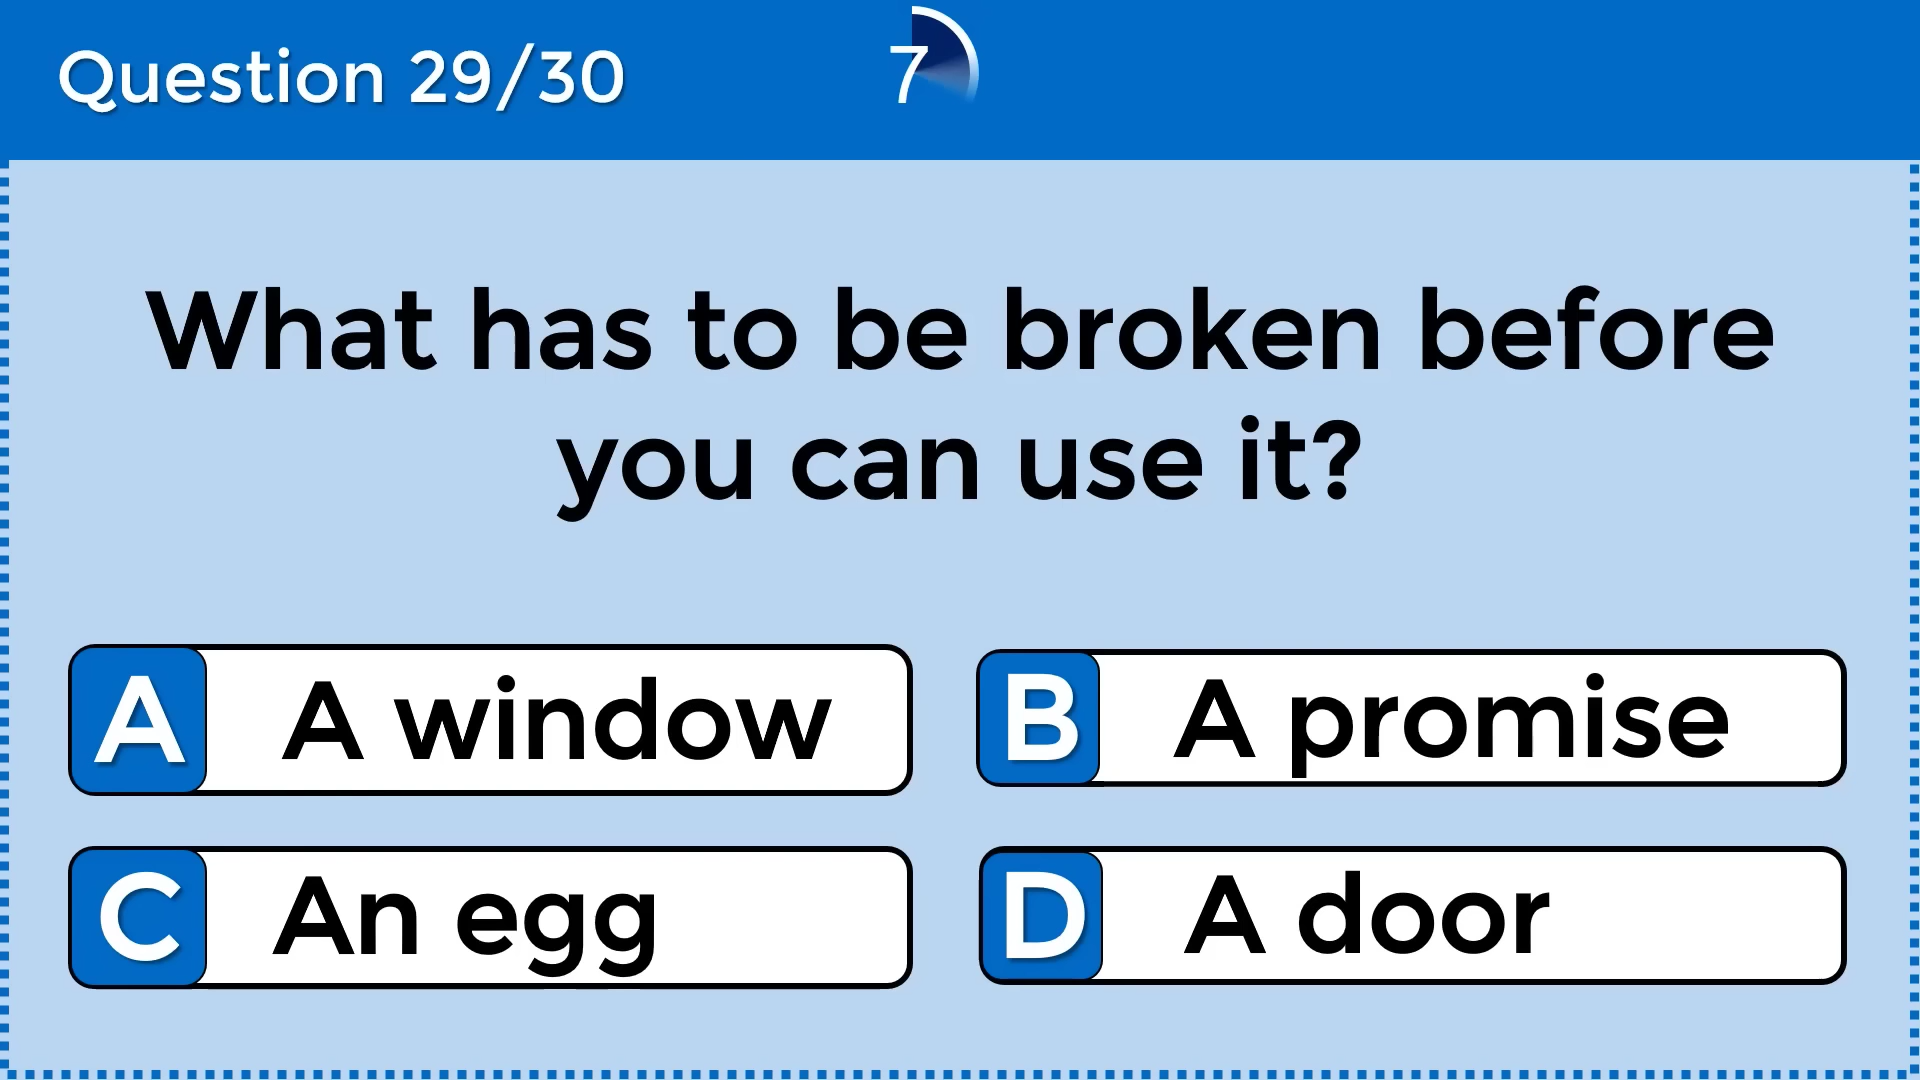 Question 29/30
7
What has to be broken before
you can use it?
A A window
B A promise
C An egg
D A door